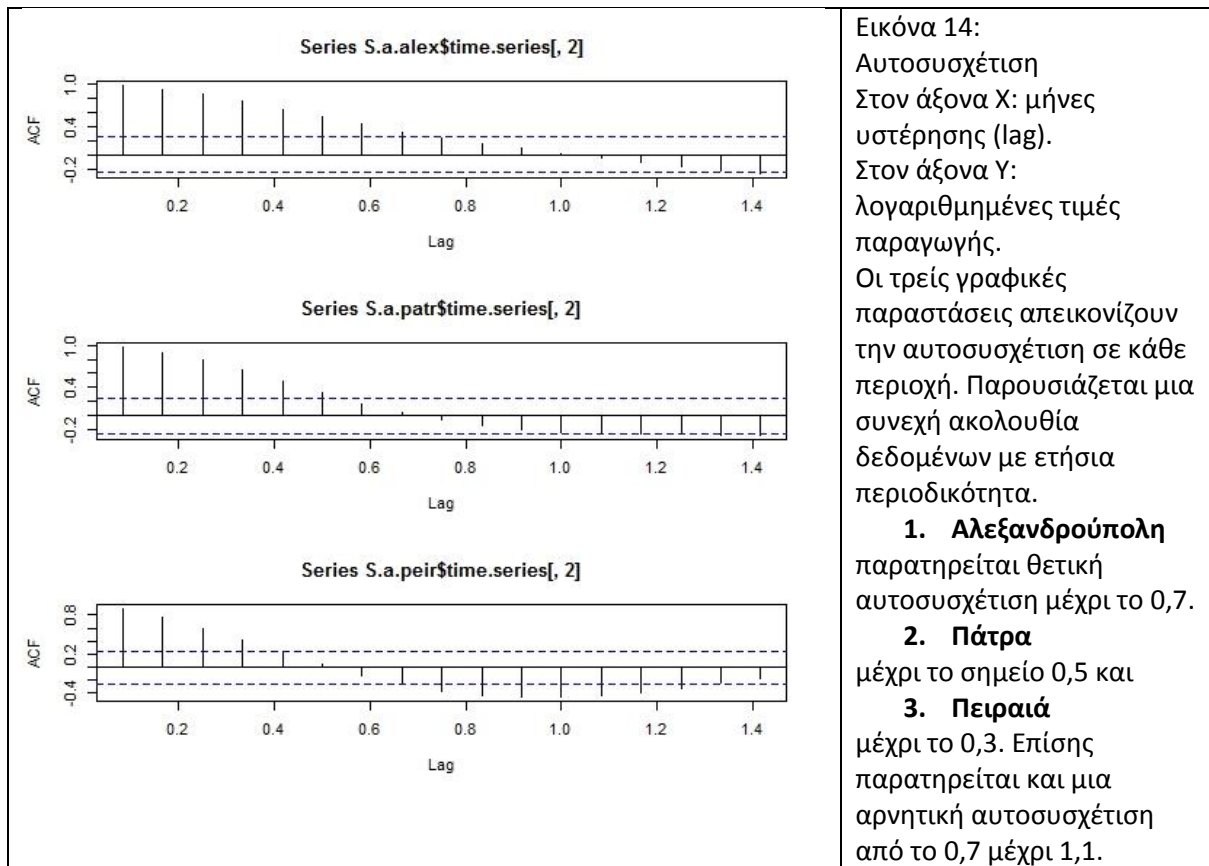 Series S.a.alex$time.series[, 2]
ACF
1.0
0.4
-0.2
0.2 0.4 0.6 0.8 1.0 1.2 1.4
Lag
Series S.a.patr$time.series[, 2]
ACF
1.0
0.4
-0.2
0.2 0.4 0.6 0.8 1.0 1.2 1.4
Lag
Series S.a.peir$time.series[, 2]
ACF
0.8
0.2
-0.4
0.2 0.4 0.6 0.8 1.0 1.2 1.4
Lag
Εικόνα 14:
Αυτοσυσχέτιση
Στον άξονα Χ: μήνες
υστέρησης (lag).
Στον άξονα Υ:
λογαριθμημένες τιμές
παραγωγής.
Οι τρείς γραφικές
παραστάσεις απεικονίζουν
την αυτοσυσχέτιση σε κάθε
περιοχή. Παρουσιάζεται μια
συνεχή ακολουθία
δεδομένων με ετήσια
περιοδικότητα.
1. Αλεξανδρούπολη
παρατηρείται θετική
αυτοσυσχέτιση μέχρι το 0,7.
2. Πάτρα
μέχρι το σημείο 0,5 και
3. Πειραιά
μέχρι το 0,3. Επίσης
παρατηρείται και μια
αρνητική αυτοσυσχέτιση
από το 0,7 μέχρι 1,1.